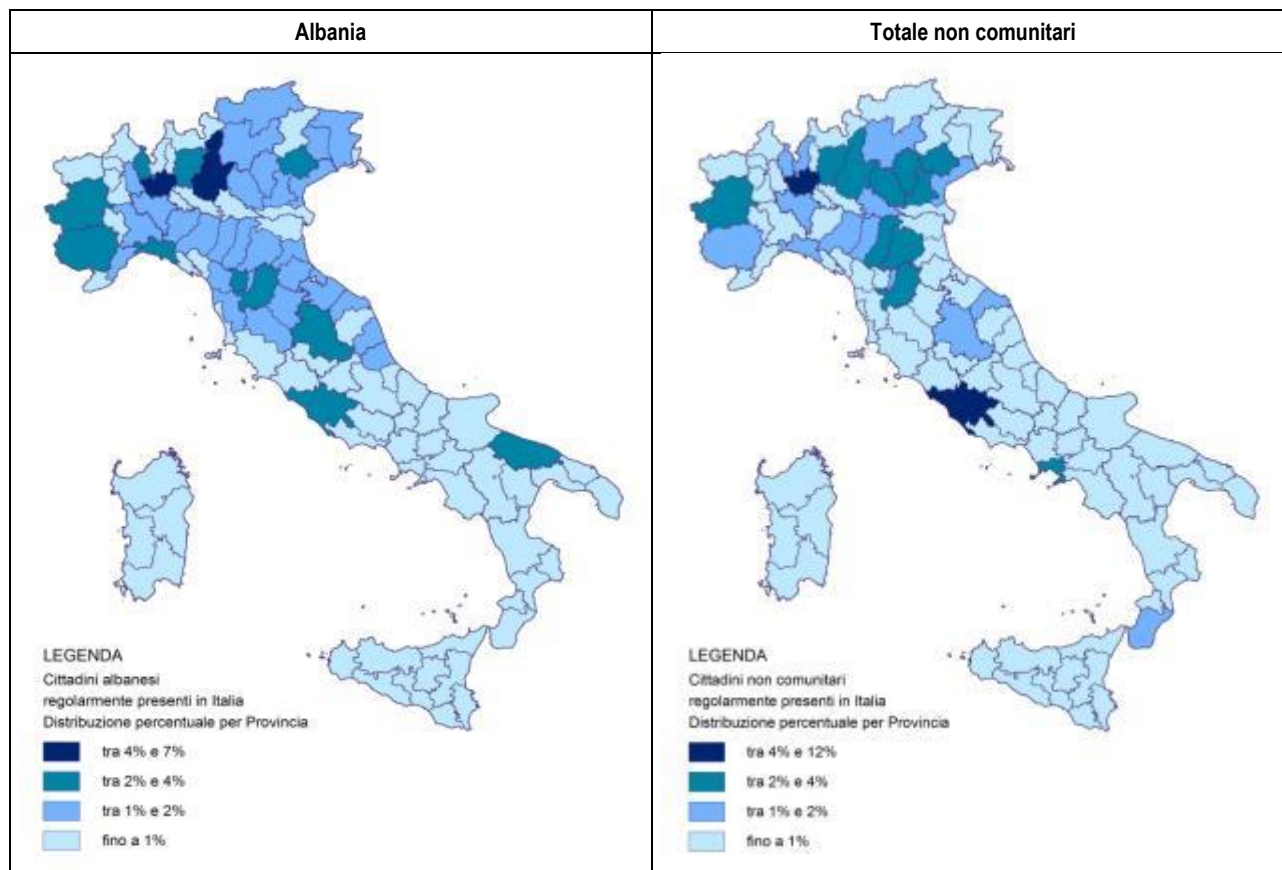 Albania
Totale non comunitari
LEGENDA
Cittadini albanesi
regolarmente presenti in Italia
Distribuzione percentuale per Provincia
tra 4% e 7%
tra 2% e 4%
tra 1% e 2%
fino a 1%
LEGENDA
Cittadini non comunitari
regolarmente presenti in Italia
Distribuzione percentuale per Provincia
tra 4% e 12%
tra 2% e 4%
tra 1% e 2%
fino a 1%